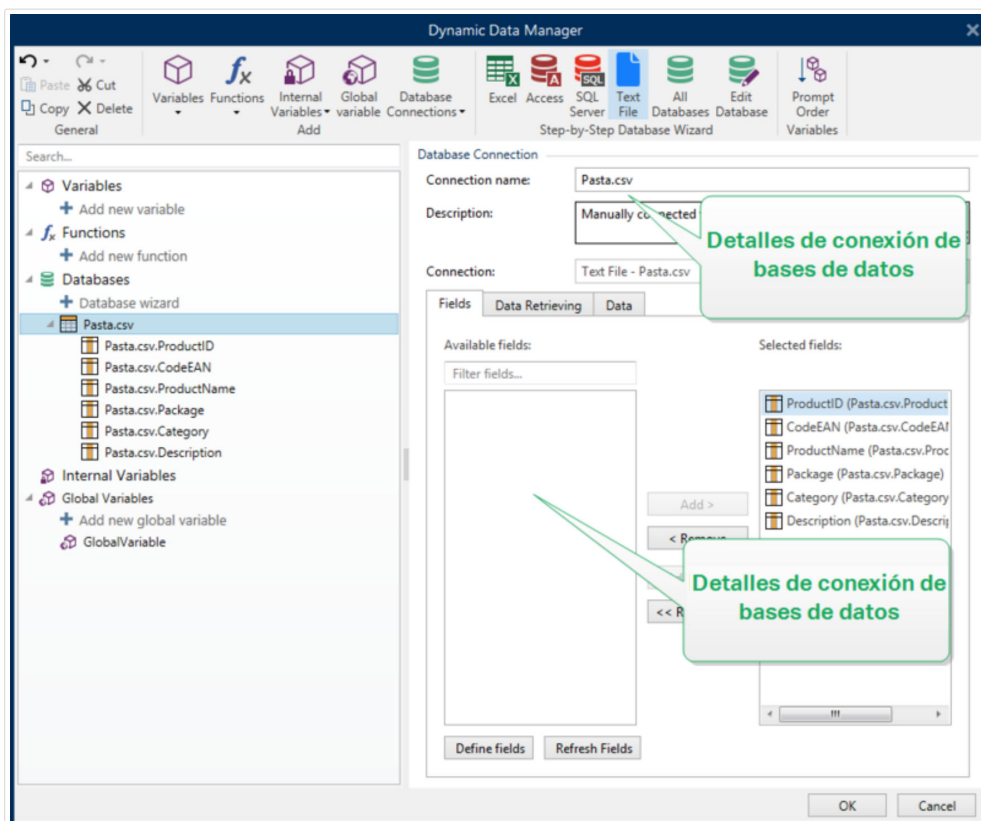 Dynamic Data Manager
Paste Cut
Copy Delete
General
Variables Functions Internal Variables Global variable Database Connections
Add
Excel Access SQL Server Text File All Databases Edit Database
Step-by-Step Database Wizard
Prompt Order
Variables
Search...
Variables
Add new variable
Functions
Add new function
Databases
Database wizard
Pasta.csv
Pasta.csv.ProductID
Pasta.csv.CodeEAN
Pasta.csv.ProductName
Pasta.csv.Package
Pasta.csv.Category
Pasta.csv.Description
Internal Variables
Global Variables
Add new global variable
GlobalVariable
Database Connection
Connection name: Pasta.csv
Description: Manually connected
Detalles de conexión de
bases de datos
Connection: Text File - Pasta.csv
Fields Data Retrieving Data
Available fields:
Filter fields...
Selected fields:
ProductID (Pasta.csv.Product
CodeEAN (Pasta.csv.CodeEAN
ProductName (Pasta.csv.Proc
Package (Pasta.csv.Package)
Category (Pasta.csv.Category
Description (Pasta.csv.Descrip
Add >
< Remove
Detalles de conexión de
bases de datos
<< R
Define fields Refresh Fields
OK Cancel